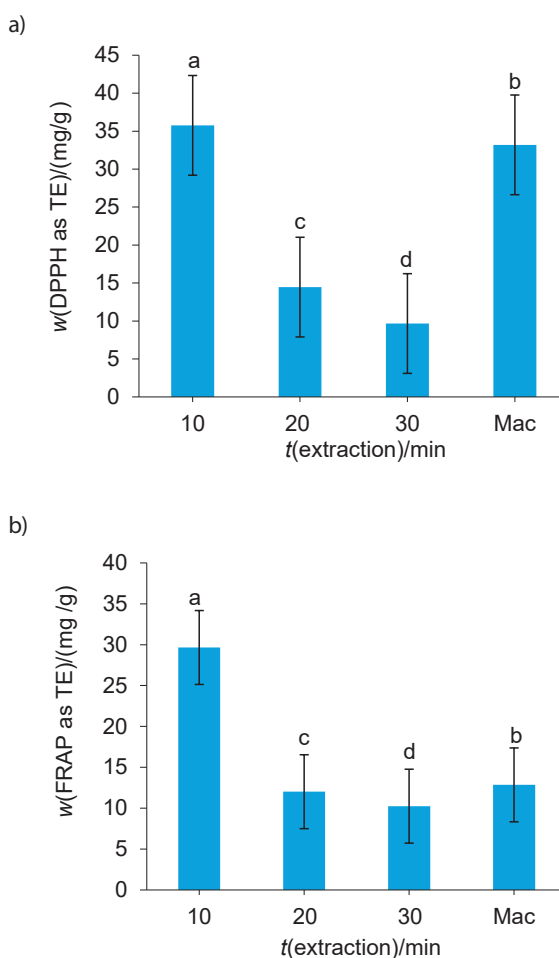 a)
w(DPPH as TE)/(mg/g)
45
40
35
30
25
20
15
10
5
0
a
c
d
b
10 20 30 Mac
t(extraction)/min
b)
w(FRAP as TE)/(mg /g)
40
35
30
25
20
15
10
5
0
a
c
d
b
10 20 30 Mac
t(extraction)/min